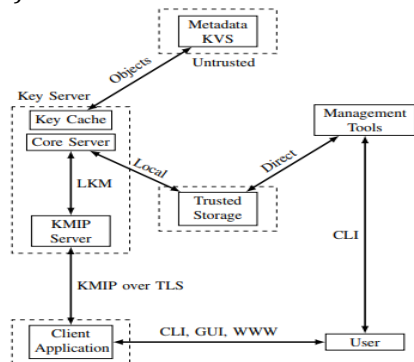 Metadata
KVS
Untrusted
Objects
Key Server
Key Cache
Core Server
Management
Tools
Local
Direct
LKM
Trusted
Storage
KMIP
Server
CLI
KMIP over TLS
Client
Application
CLI, GUI, WWW
User